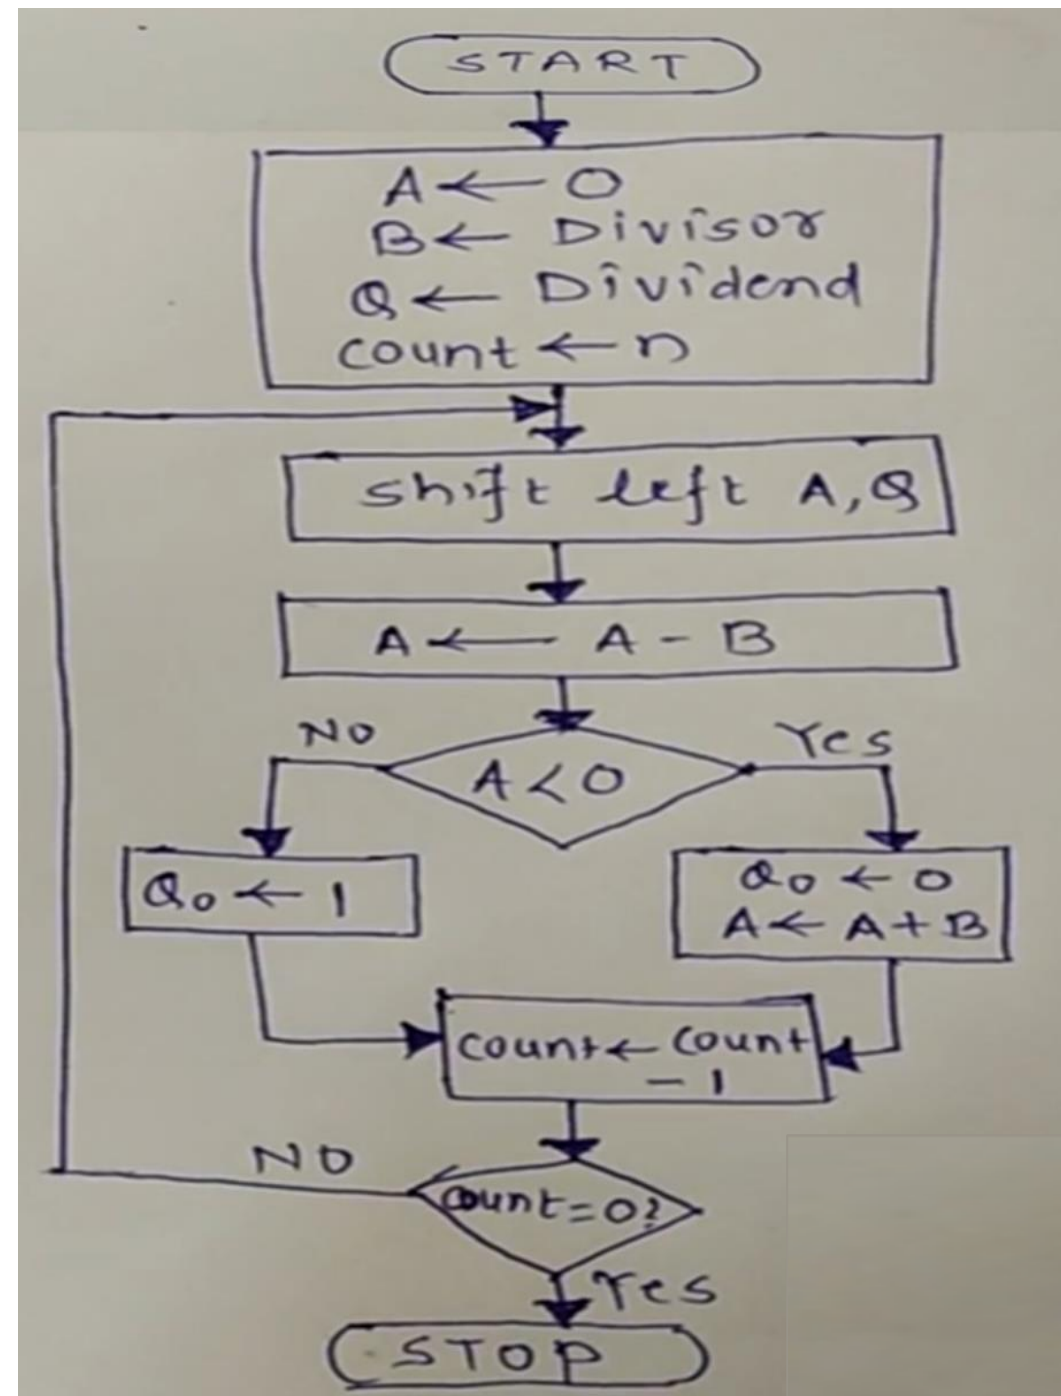 START
A ← 0
B ← Divisor
Q ← Dividend
count ← n
shift left A, Q
A ← A - B
NO
Yes
A < 0
Q0 ← 1
Q0 ← 0
A ← A + B
count ← count
- 1
NO
count = 0?
Yes
STOP